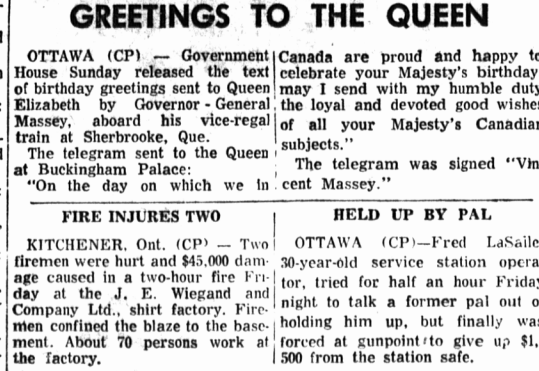 GREETINGS TO THE QUEEN
OTTAWA (CP) — Government
House Sunday released the text
of birthday greetings sent to Queen
Elizabeth by Governor - General
Massey, aboard his vice-regal
train at Sherbrooke, Que.
The telegram sent to the Queen
at Buckingham Palace:
"On the day on which we in
Canada are proud and happy to
celebrate your Majesty's birthday
may I send with my humble duty
the loyal and devoted good wishes
of all your Majesty's Canadian
subjects."
The telegram was signed "Vin
cent Massey."
FIRE INJURES TWO
KITCHENER, Ont. (CP) — Two
firemen were hurt and $45,000 dam-
age caused in a two-hour fire Fri-
day at the J. E. Wiegand and
Company Ltd., shirt factory. Fire-
men confined the blaze to the base-
ment. About 70 persons work at
the factory.
HELD UP BY PAL
OTTAWA (CP)—Fred LaSalle
30-year-old service station opera
tor, tried for half an hour Friday
night to talk a former pal out o
holding him up, but finally was
forced at gunpoint to give up $1,
500 from the station safe.